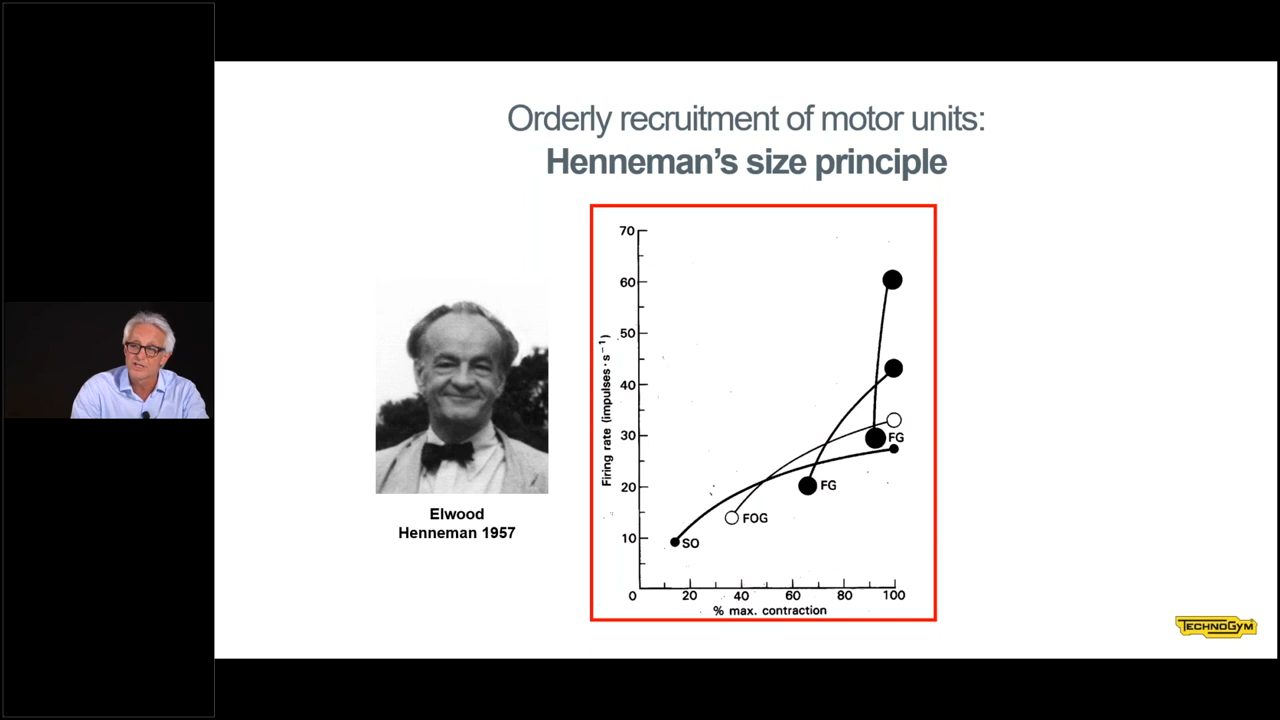 Orderly recruitment of motor units:
Henneman's size principle
Elwood
Henneman 1957
Firing rate (impulses·s⁻¹)
70
60
50
40
30
20
10
0
20
40
60
80
100
% max. contraction
SO
FOG
FG
FG
TECHNOGYM